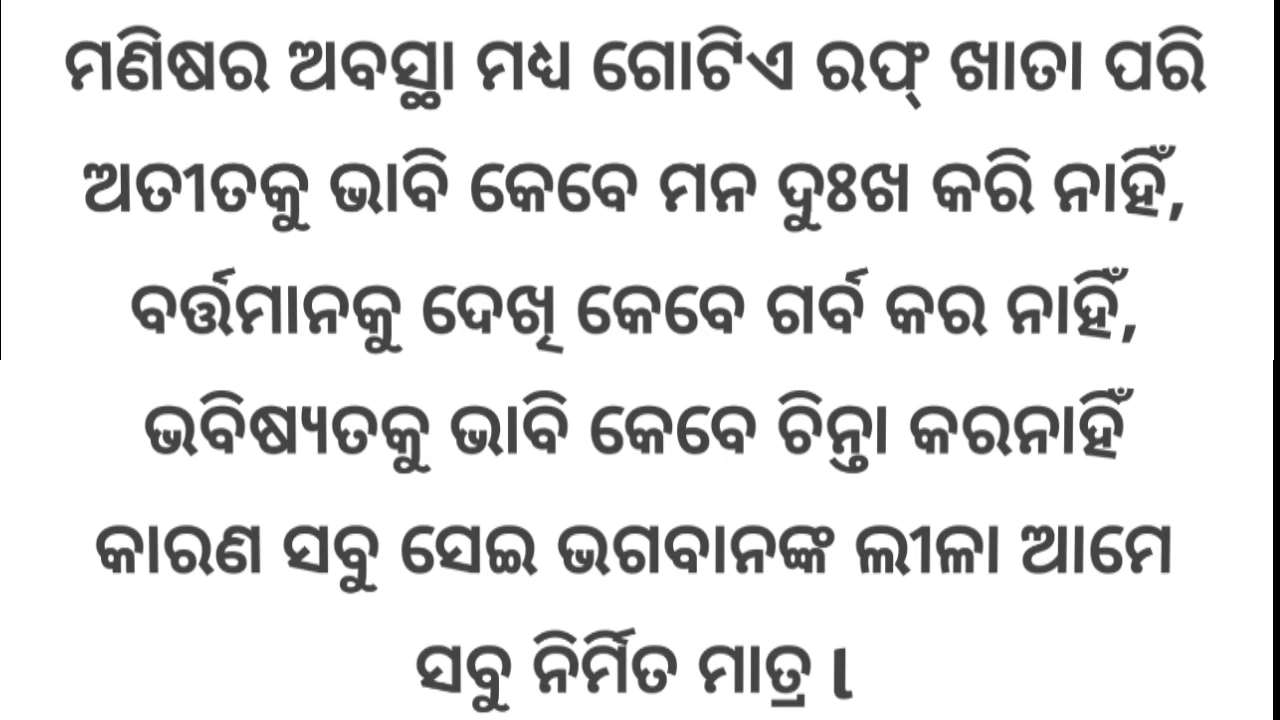 ମଣିଷର ଅବସ୍ଥା ମଧ୍ୟ ଗୋଟିଏ ରଫ୍ ଖାତା ପରି
ଅତୀତକୁ ଭାବି କେବେ ମନ ଦୁଃଖ କରି ନାହିଁ,
ବର୍ତ୍ତମାନକୁ ଦେଖି କେବେ ଗର୍ବ କର ନାହିଁ,
ଭବିଷ୍ୟତକୁ ଭାବି କେବେ ଚିନ୍ତା କରନାହିଁ
କାରଣ ସବୁ ସେଇ ଭଗବାନଙ୍କ ଲୀଳା ଆମେ
ସବୁ ନିର୍ମିତ ମାତ୍ର l